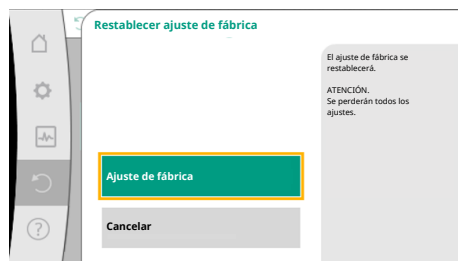 Restablecer ajuste de fábrica
El ajuste de fábrica se
restablecerá.
ATENCIÓN.
Se perderán todos los
ajustes.
Ajuste de fábrica
Cancelar
?